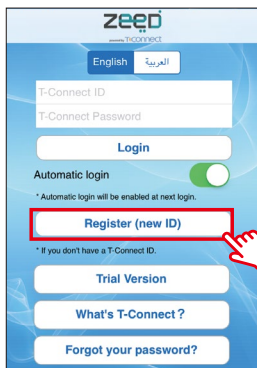 zeed
powered by T-Connect
English العربية
T-Connect ID
T-Connect Password
Login
Automatic login
* Automatic login will be enabled at next login.
Register (new ID)
* If you don't have a T-Connect ID.
Trial Version
What's T-Connect ?
Forgot your password?